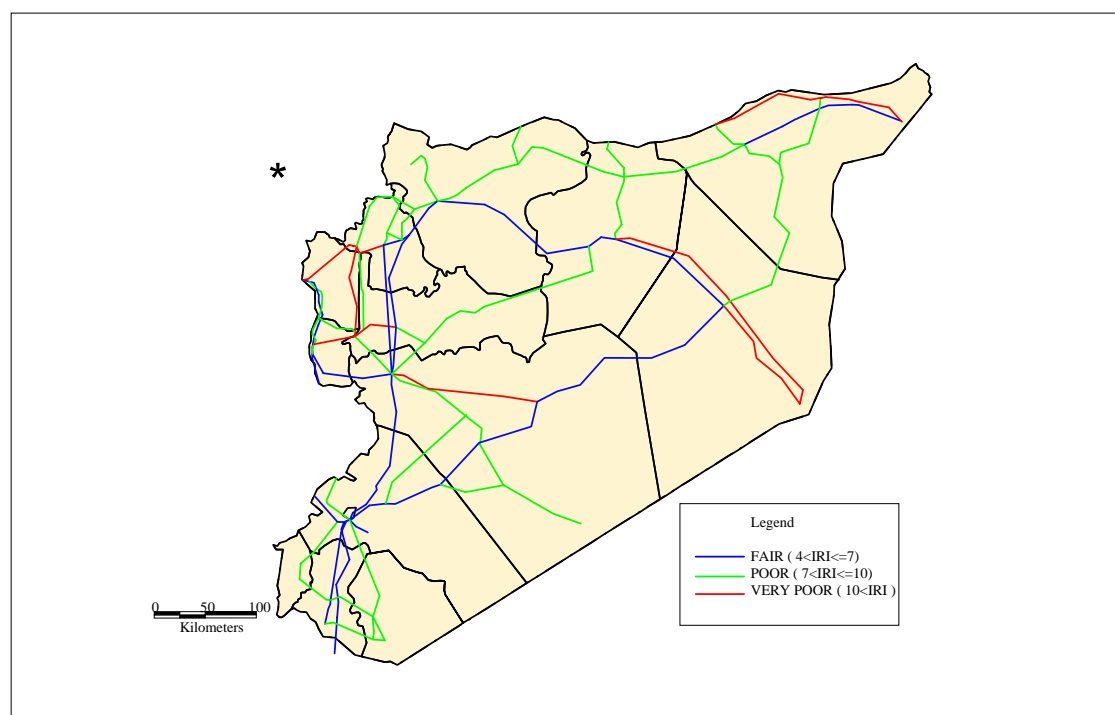 *
Legend
FAIR ( 4<IRI<=7)
POOR ( 7<IRI<=10)
VERY POOR ( 10<IRI )
0 50 100
Kilometers